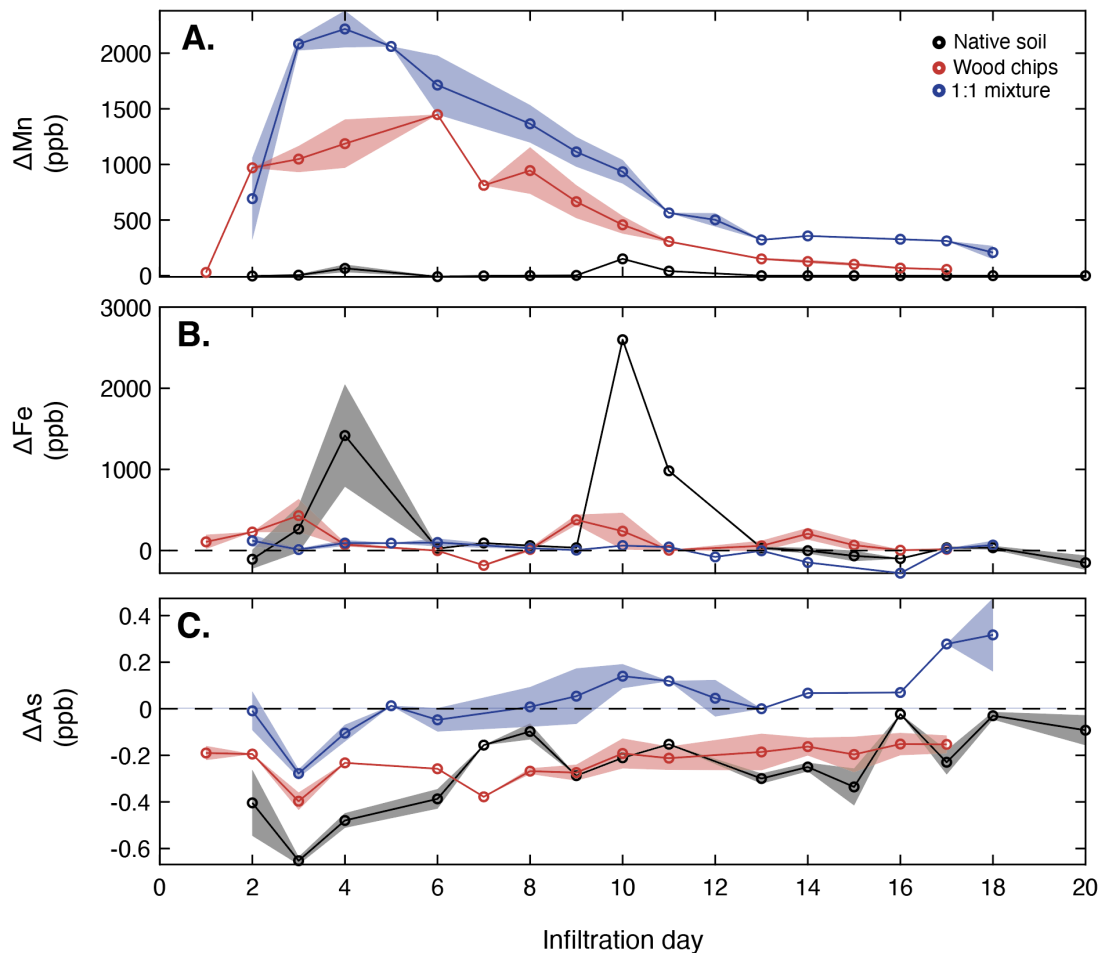 A.
Native soil
Wood chips
1:1 mixture
ΔMn
(ppb)
2000
1500
1000
500
0
B.
ΔFe
(ppb)
3000
2000
1000
0
C.
ΔAs
(ppb)
0.4
0.2
0
-0.2
-0.4
-0.6
0 2 4 6 8 10 12 14 16 18 20
Infiltration day